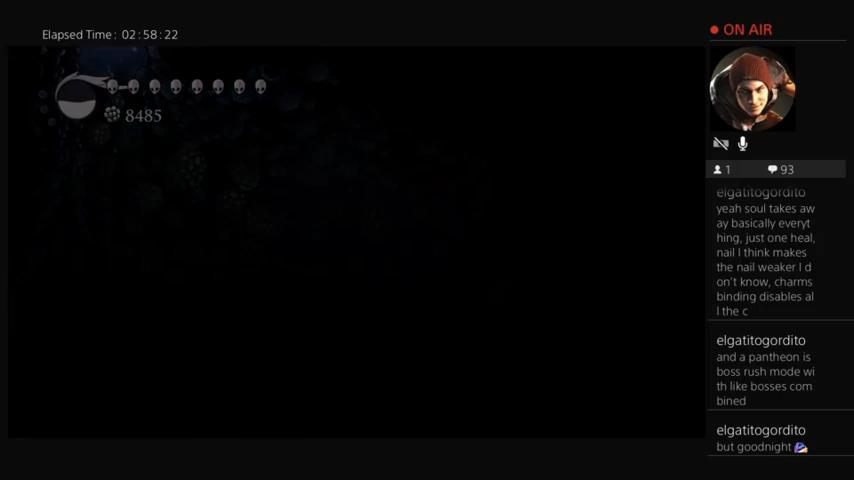 Elapsed Time: 02:58:22
ON AIR
8485
1 93
elgatitogordito
yeah soul takes aw
ay basically everyt
hing, just one heal,
nail I think makes
the nail weaker I d
on't know, charms
binding disables al
l the c
elgatitogordito
and a pantheon is
boss rush mode wi
th like bosses com
bined
elgatitogordito
but goodnight